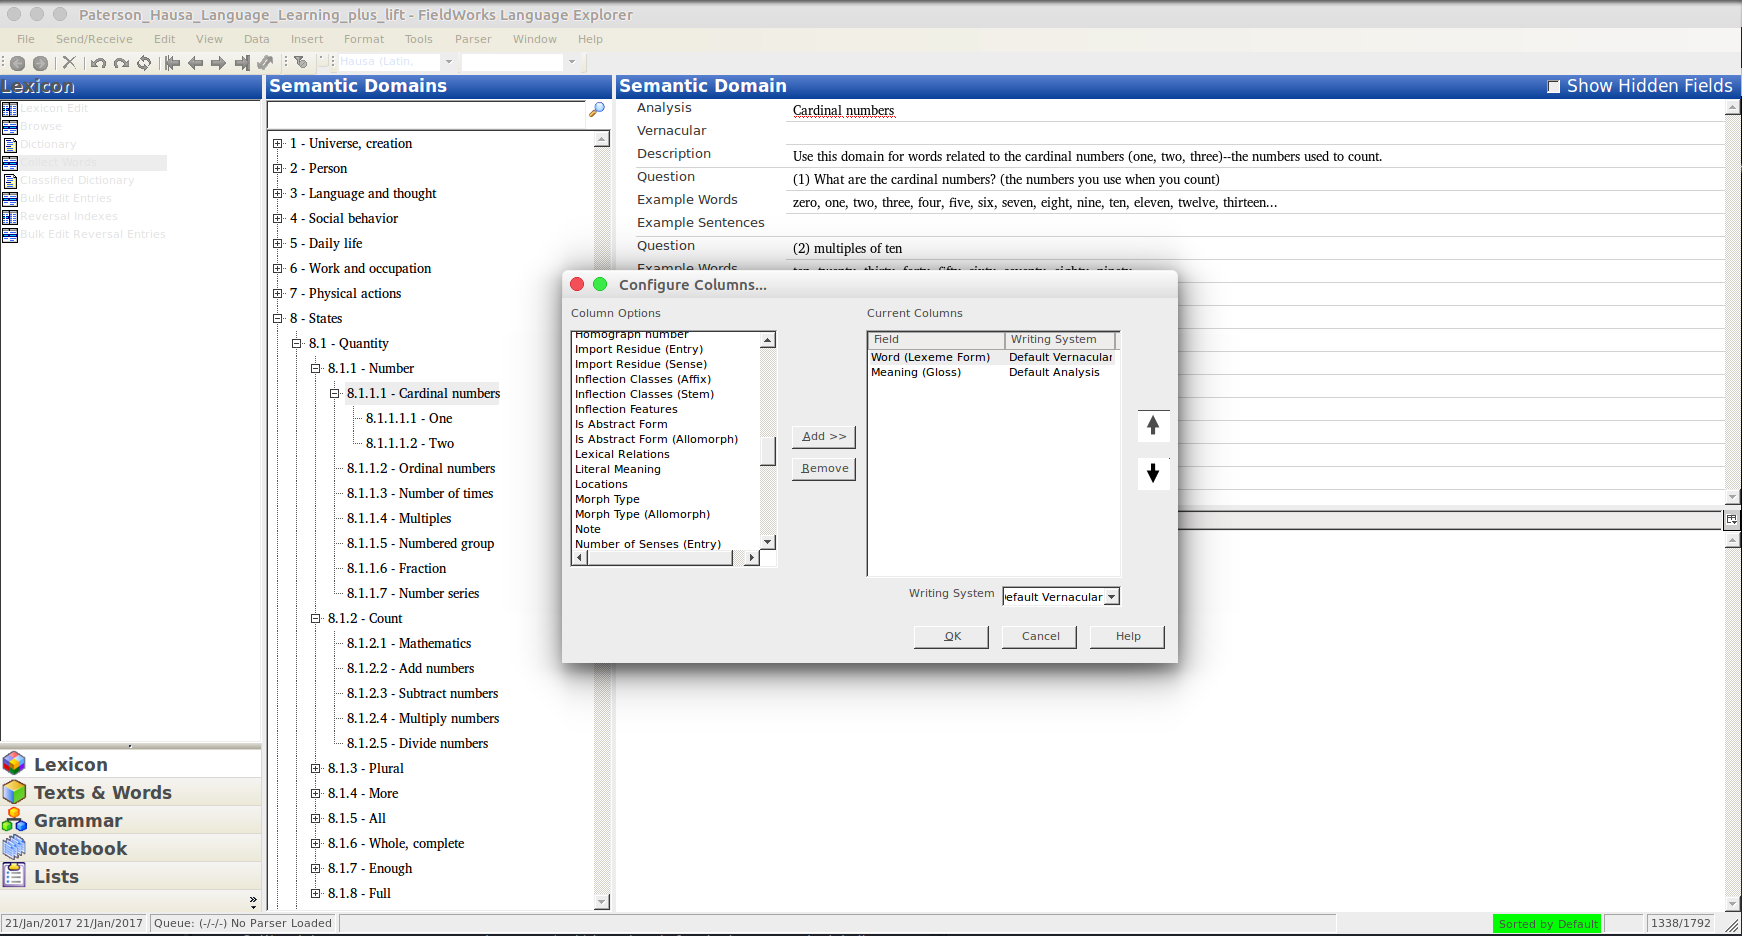 Paterson_Hausa_Language_Learning_plus_lift - FieldWorks Language Explorer
File Send/Receive Edit View Data Insert Format Tools Parser Window Help
Hausa (Latin,
Lexicon
Lexicon Edit
Browse
Dictionary
Collect Words
Classified Dictionary
Bulk Edit Entries
Reversal Indexes
Bulk Edit Reversal Entries
Lexicon
Texts & Words
Grammar
Notebook
Lists
»
Semantic Domains
1 - Universe, creation
2 - Person
3 - Language and thought
4 - Social behavior
5 - Daily life
6 - Work and occupation
7 - Physical actions
8 - States
8.1 - Quantity
8.1.1 - Number
8.1.1.1 - Cardinal numbers
8.1.1.1.1 - One
8.1.1.1.2 - Two
8.1.1.2 - Ordinal numbers
8.1.1.3 - Number of times
8.1.1.4 - Multiples
8.1.1.5 - Numbered group
8.1.1.6 - Fraction
8.1.1.7 - Number series
8.1.2 - Count
8.1.2.1 - Mathematics
8.1.2.2 - Add numbers
8.1.2.3 - Subtract numbers
8.1.2.4 - Multiply numbers
8.1.2.5 - Divide numbers
8.1.3 - Plural
8.1.4 - More
8.1.5 - All
8.1.6 - Whole, complete
8.1.7 - Enough
8.1.8 - Full
Semantic Domain
Show Hidden Fields
Analysis Cardinal numbers
Vernacular
Description Use this domain for words related to the cardinal numbers (one, two, three)--the numbers used to count.
Question (1) What are the cardinal numbers? (the numbers you use when you count)
Example Words zero, one, two, three, four, five, six, seven, eight, nine, ten, eleven, twelve, thirteen...
Example Sentences
Question (2) multiples of ten
Example Words ten, twenty, thirty, forty, fifty, sixty, seventy, eighty, ninety
Configure Columns...
Column Options
Homograph number
Import Residue (Entry)
Import Residue (Sense)
Inflection Classes (Affix)
Inflection Classes (Stem)
Inflection Features
Is Abstract Form
Is Abstract Form (Allomorph)
Lexical Relations
Literal Meaning
Locations
Morph Type
Morph Type (Allomorph)
Note
Number of Senses (Entry)
Add >>
Remove
Current Columns
Field Writing System
Word (Lexeme Form) Default Vernacular
Meaning (Gloss) Default Analysis
Writing System efault Vernacular
OK Cancel Help
21/Jan/2017 21/Jan/2017 Queue: (-/-/-) No Parser Loaded Sorted by Default 1338/1792